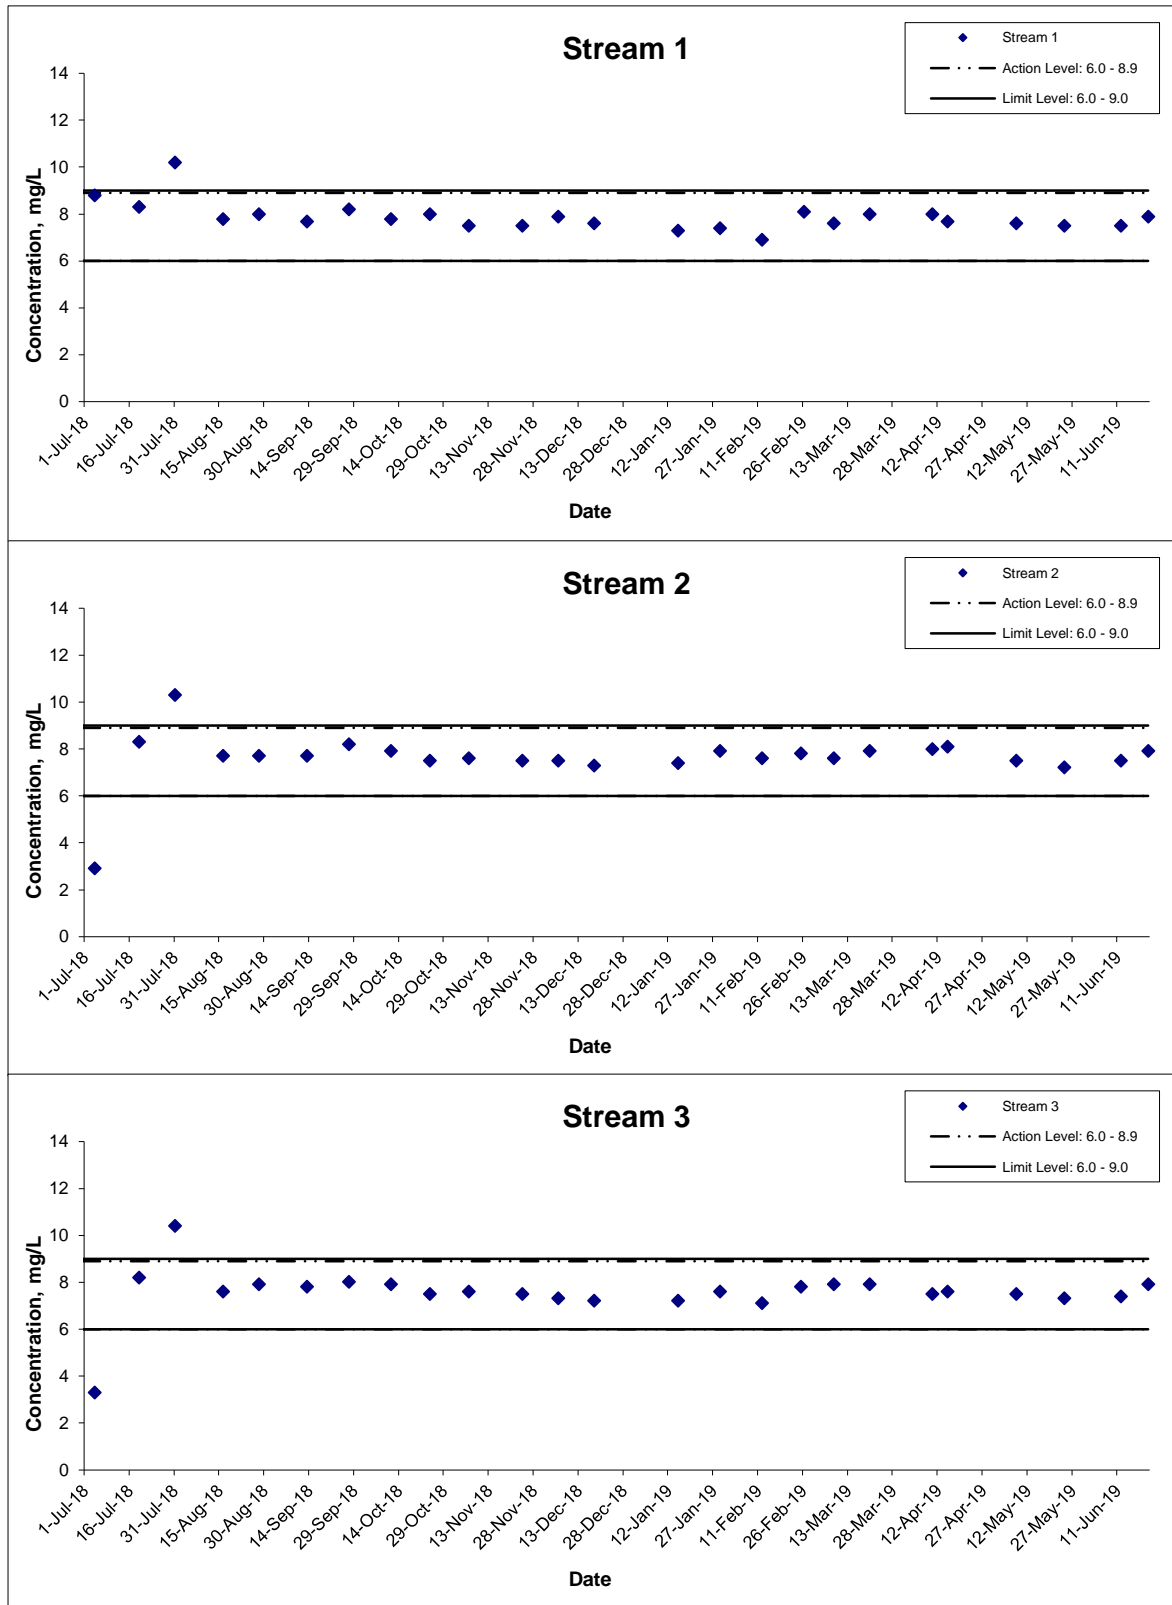 Stream 1
Stream 1
Action Level: 6.0 - 8.9
Limit Level: 6.0 - 9.0
Concentration, mg/L
14
12
10
8
6
4
2
0
1-Jul-18
16-Jul-18
31-Jul-18
15-Aug-18
30-Aug-18
14-Sep-18
29-Sep-18
14-Oct-18
29-Oct-18
13-Nov-18
28-Nov-18
13-Dec-18
28-Dec-18
12-Jan-19
27-Jan-19
11-Feb-19
26-Feb-19
13-Mar-19
28-Mar-19
12-Apr-19
27-Apr-19
12-May-19
27-May-19
11-Jun-19
Date
Stream 2
Stream 2
Action Level: 6.0 - 8.9
Limit Level: 6.0 - 9.0
Concentration, mg/L
14
12
10
8
6
4
2
0
1-Jul-18
16-Jul-18
31-Jul-18
15-Aug-18
30-Aug-18
14-Sep-18
29-Sep-18
14-Oct-18
29-Oct-18
13-Nov-18
28-Nov-18
13-Dec-18
28-Dec-18
12-Jan-19
27-Jan-19
11-Feb-19
26-Feb-19
13-Mar-19
28-Mar-19
12-Apr-19
27-Apr-19
12-May-19
27-May-19
11-Jun-19
Date
Stream 3
Stream 3
Action Level: 6.0 - 8.9
Limit Level: 6.0 - 9.0
Concentration, mg/L
14
12
10
8
6
4
2
0
1-Jul-18
16-Jul-18
31-Jul-18
15-Aug-18
30-Aug-18
14-Sep-18
29-Sep-18
14-Oct-18
29-Oct-18
13-Nov-18
28-Nov-18
13-Dec-18
28-Dec-18
12-Jan-19
27-Jan-19
11-Feb-19
26-Feb-19
13-Mar-19
28-Mar-19
12-Apr-19
27-Apr-19
12-May-19
27-May-19
11-Jun-19
Date